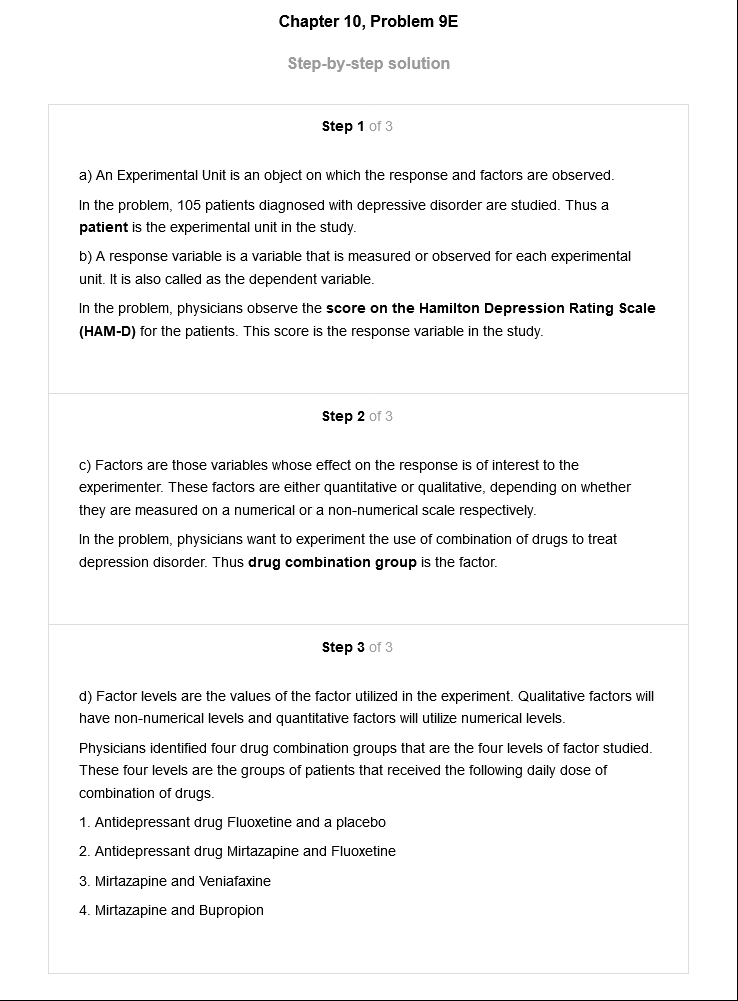 Chapter 10, Problem 9E
Step-by-step solution
Step 1 of 3
a) An Experimental Unit is an object on which the response and factors are observed.
In the problem, 105 patients diagnosed with depressive disorder are studied. Thus a
patient is the experimental unit in the study.
b) A response variable is a variable that is measured or observed for each experimental
unit. It is also called as the dependent variable.
In the problem, physicians observe the score on the Hamilton Depression Rating Scale
(HAM-D) for the patients. This score is the response variable in the study.
Step 2 of 3
c) Factors are those variables whose effect on the response is of interest to the
experimenter. These factors are either quantitative or qualitative, depending on whether
they are measured on a numerical or a non-numerical scale respectively.
In the problem, physicians want to experiment the use of combination of drugs to treat
depression disorder. Thus drug combination group is the factor.
Step 3 of 3
d) Factor levels are the values of the factor utilized in the experiment. Qualitative factors will
have non-numerical levels and quantitative factors will utilize numerical levels.
Physicians identified four drug combination groups that are the four levels of factor studied.
These four levels are the groups of patients that received the following daily dose of
combination of drugs.
1. Antidepressant drug Fluoxetine and a placebo
2. Antidepressant drug Mirtazapine and Fluoxetine
3. Mirtazapine and Veniafaxine
4. Mirtazapine and Bupropion